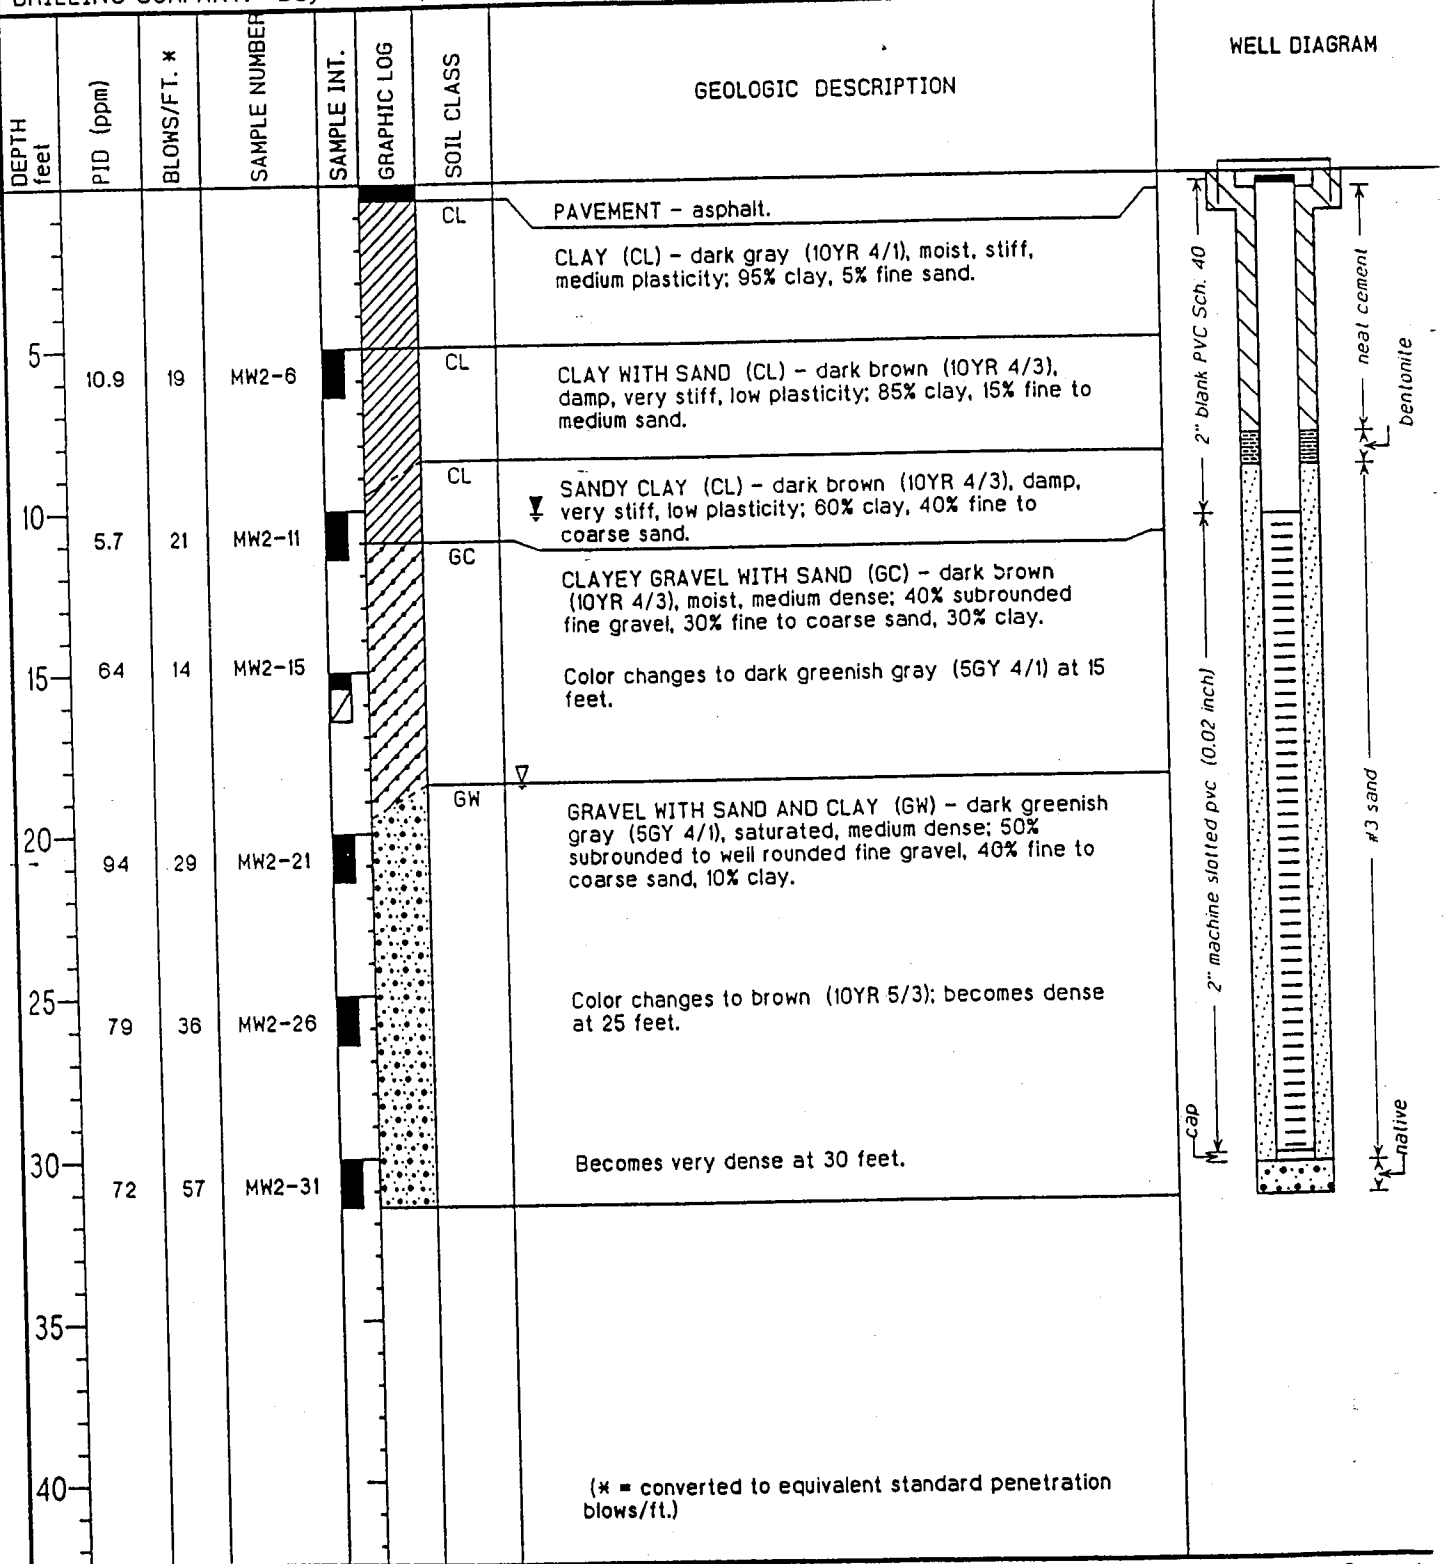 DEPTH
feet
PID (ppm)
BLOWS/FT. *
SAMPLE NUMBER
SAMPLE INT.
GRAPHIC LOG
SOIL CLASS
GEOLOGIC DESCRIPTION
WELL DIAGRAM
CL
PAVEMENT - asphalt.
CLAY (CL) - dark gray (10YR 4/1), moist, stiff,
medium plasticity; 95% clay, 5% fine sand.
5
10.9 19 MW2-6
CL
CLAY WITH SAND (CL) - dark brown (10YR 4/3),
damp, very stiff, low plasticity; 85% clay, 15% fine to
medium sand.
CL
SANDY CLAY (CL) - dark brown (10YR 4/3), damp,
very stiff, low plasticity; 60% clay, 40% fine to
coarse sand.
10
5.7 21 MW2-11
GC
CLAYEY GRAVEL WITH SAND (GC) - dark brown
(10YR 4/3), moist, medium dense; 40% subrounded
fine gravel, 30% fine to coarse sand, 30% clay.
15
64 14 MW2-15
Color changes to dark greenish gray (5GY 4/1) at 15
feet.
GW
GRAVEL WITH SAND AND CLAY (GW) - dark greenish
gray (5GY 4/1), saturated, medium dense; 50%
subrounded to well rounded fine gravel, 40% fine to
coarse sand, 10% clay.
20
94 29 MW2-21
25
79 36 MW2-26
Color changes to brown (10YR 5/3); becomes dense
at 25 feet.
30
72 57 MW2-31
Becomes very dense at 30 feet.
35
40
(* = converted to equivalent standard penetration
blows/ft.)
2" blank PVC Sch. 40
2" machine slotted pvc (0.02 inch)
cap
neat cement
bentonite
#3 sand
native